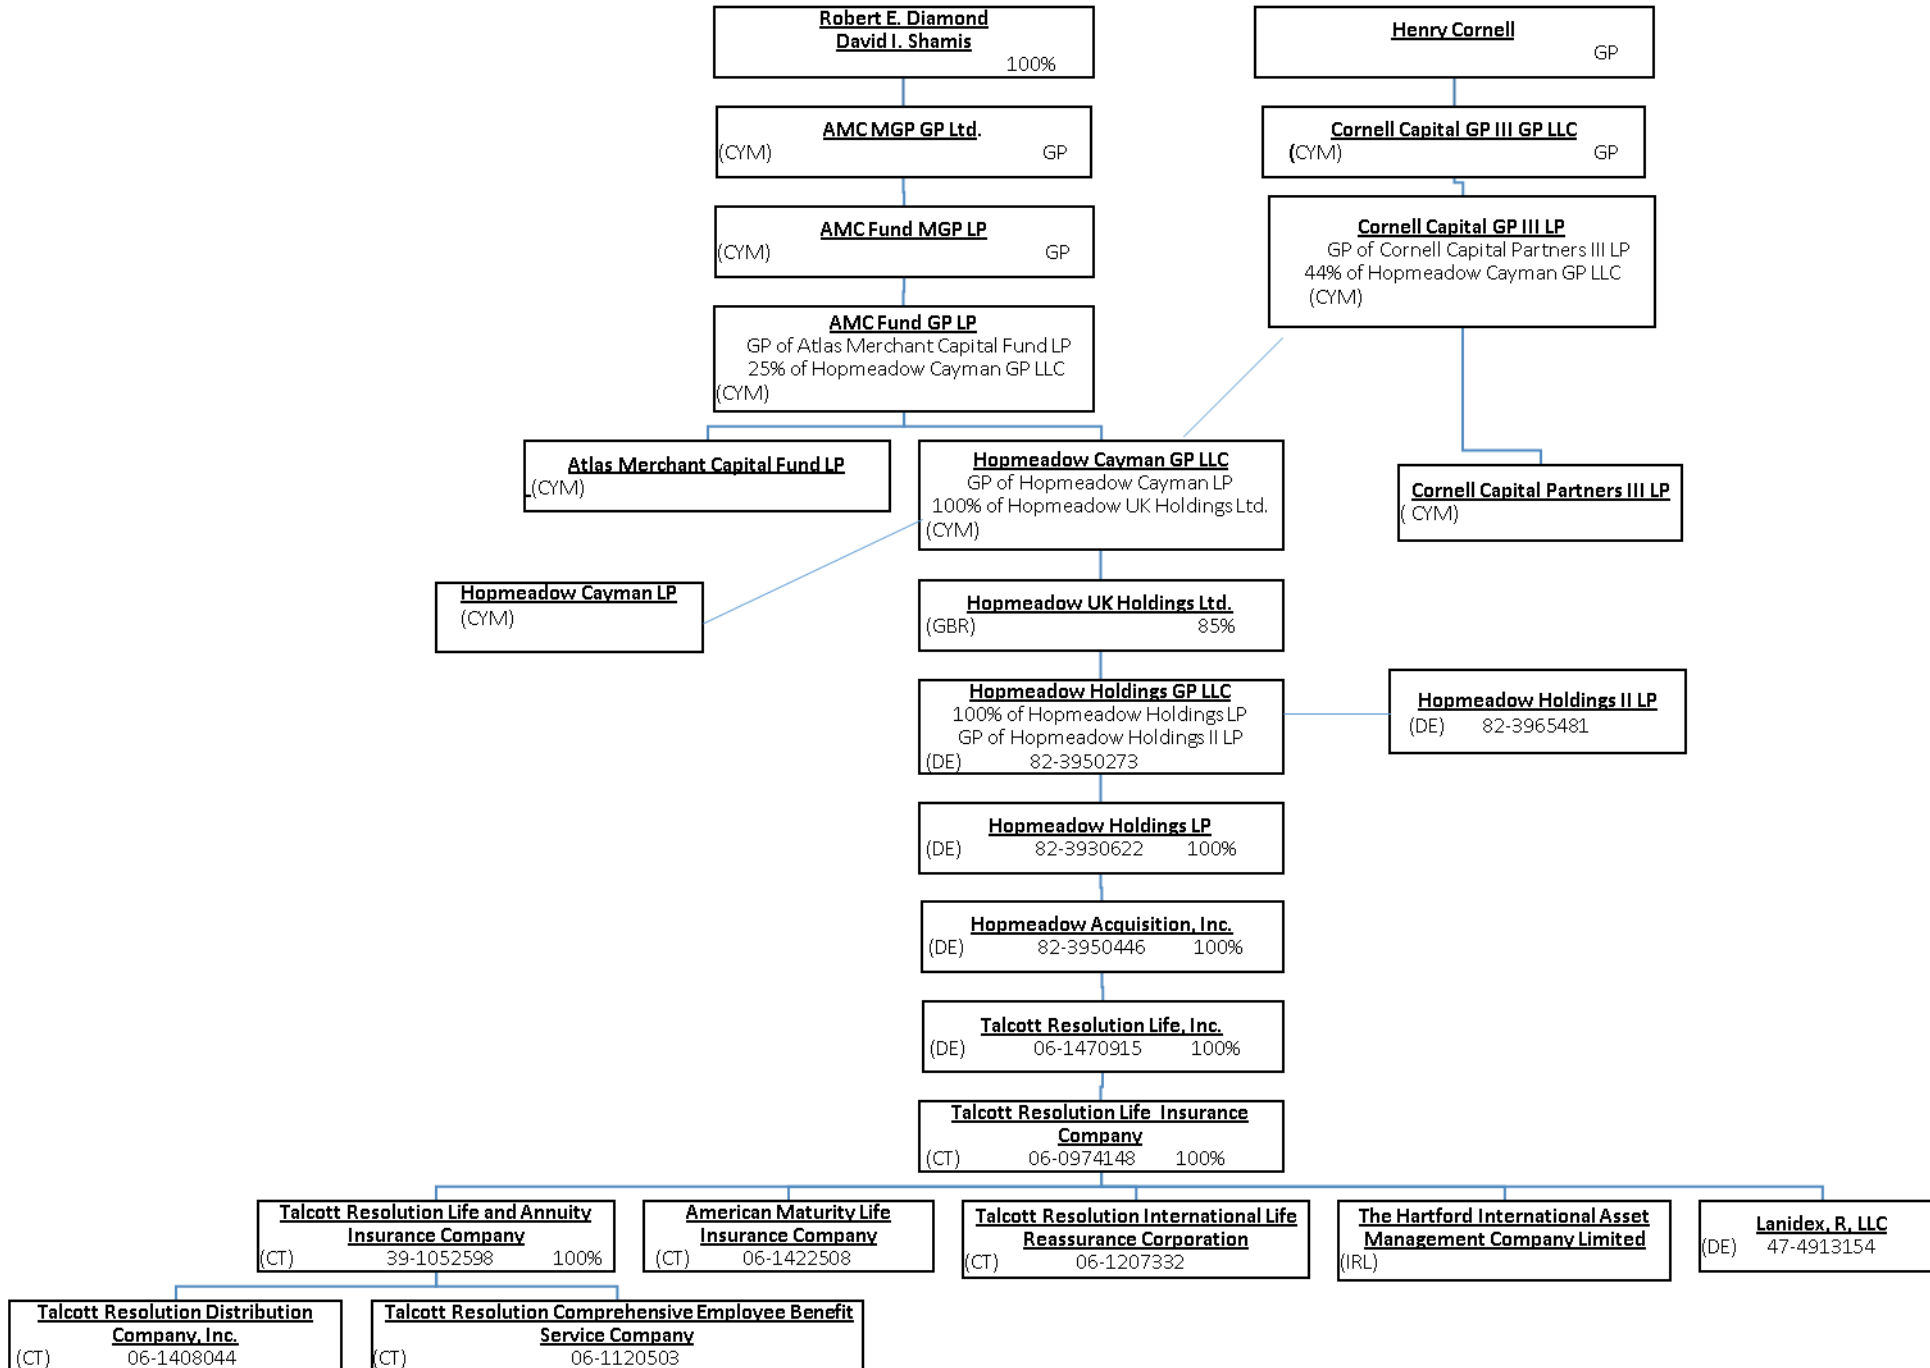 Robert E. Diamond
David I. Shamis
100%
Henry Cornell
GP
AMC MGP GP Ltd.
(CYM) GP
Cornell Capital GP III GP LLC
(CYM) GP
AMC Fund MGP LP
(CYM) GP
Cornell Capital GP III LP
GP of Cornell Capital Partners III LP
44% of Hopmeadow Cayman GP LLC
(CYM)
AMC Fund GP LP
GP of Atlas Merchant Capital Fund LP
25% of Hopmeadow Cayman GP LLC
(CYM)
Atlas Merchant Capital Fund LP
(CYM)
Hopmeadow Cayman GP LLC
GP of Hopmeadow Cayman LP
100% of Hopmeadow UK Holdings Ltd.
(CYM)
Cornell Capital Partners III LP
( CYM)
Hopmeadow Cayman LP
(CYM)
Hopmeadow UK Holdings Ltd.
(GBR) 85%
Hopmeadow Holdings GP LLC
100% of Hopmeadow Holdings LP
GP of Hopmeadow Holdings II LP
(DE) 82-3950273
Hopmeadow Holdings II LP
(DE) 82-3965481
Hopmeadow Holdings LP
(DE) 82-3930622 100%
Hopmeadow Acquisition, Inc.
(DE) 82-3950446 100%
Talcott Resolution Life, Inc.
(DE) 06-1470915 100%
Talcott Resolution Life Insurance
Company
(CT) 06-0974148 100%
Talcott Resolution Life and Annuity
Insurance Company
(CT) 39-1052598 100%
American Maturity Life
Insurance Company
(CT) 06-1422508
Talcott Resolution International Life
Reassurance Corporation
(CT) 06-1207332
The Hartford International Asset
Management Company Limited
(IRL)
Lanidex, R, LLC
(DE) 47-4913154
Talcott Resolution Distribution
Company, Inc.
(CT) 06-1408044
Talcott Resolution Comprehensive Employee Benefit
Service Company
(CT) 06-1120503